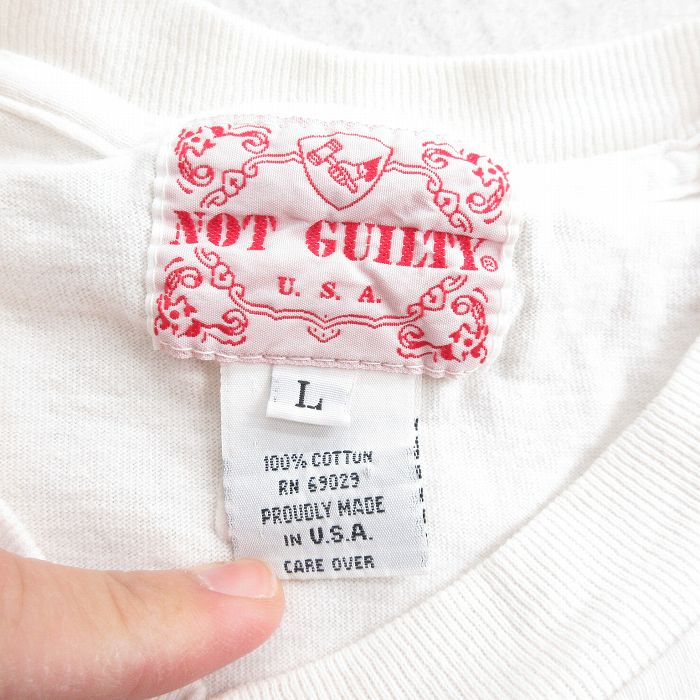 NOT GUILTY®
U. S. A.
L
100% COTTON
RN 69029
PROUDLY MADE
IN U.S.A.
CARE OVER